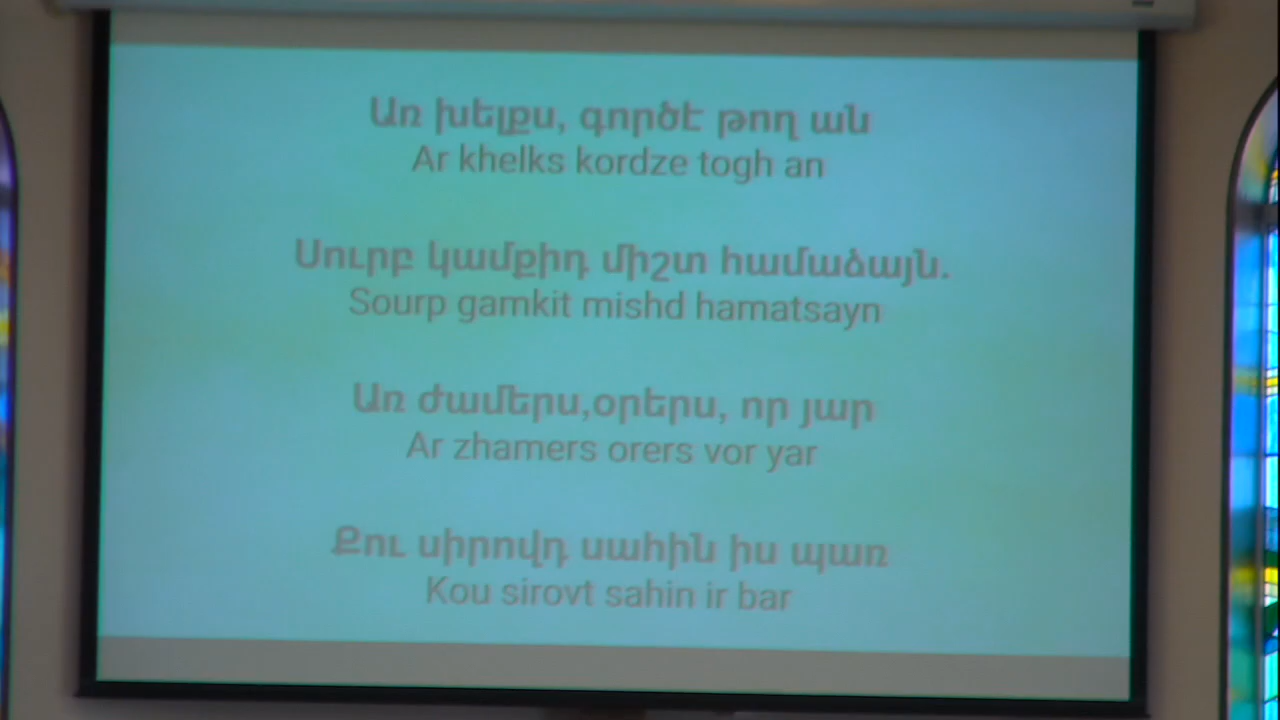 Առ խելքս, գործէ թող ան
Ar khelks kordze togh an
Սուրբ կամքիդ միշտ համաձայն.
Sourp gamkit mishd hamatsayn
Առ ժամերս,օրերս, որ յար
Ar zhamers orers vor yar
Քու սիրովդ սահին իս պառ
Kou sirovt sahin ir bar